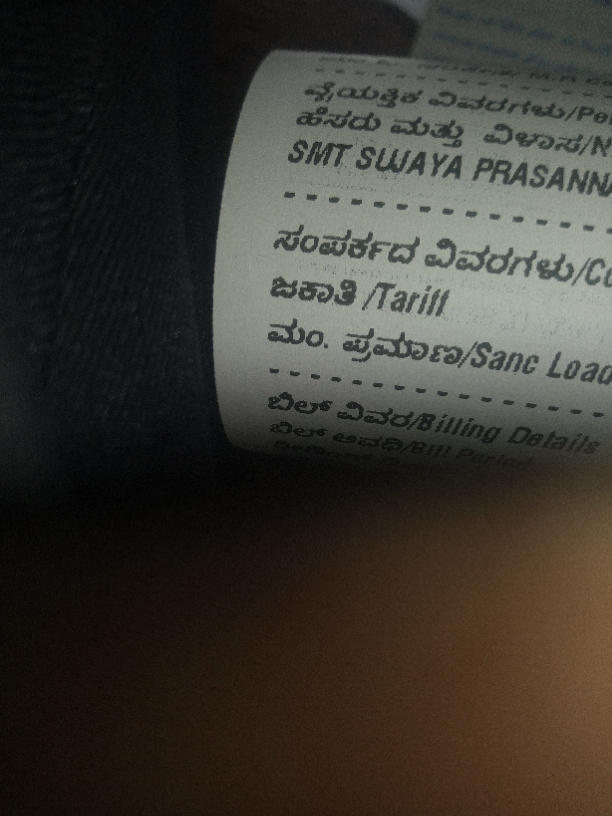 ವೈಯಕ್ತಿಕ ವಿವರಗಳು/Per
ಹೆಸರು ಮತ್ತು ವಿಳಾಸ/N
SMT SUJAYA PRASANNA
------------------
ಸಂಪರ್ಕದ ವಿವರಗಳು/Co
ಜಕಾತಿ /Tariff
ಮಂ. ಪ್ರಮಾಣ/Sanc Load
------------------
ಬಿಲ್ ವಿವರ/Billing Details
ಬಿಲ್ ಅವಧಿ/Bill Period